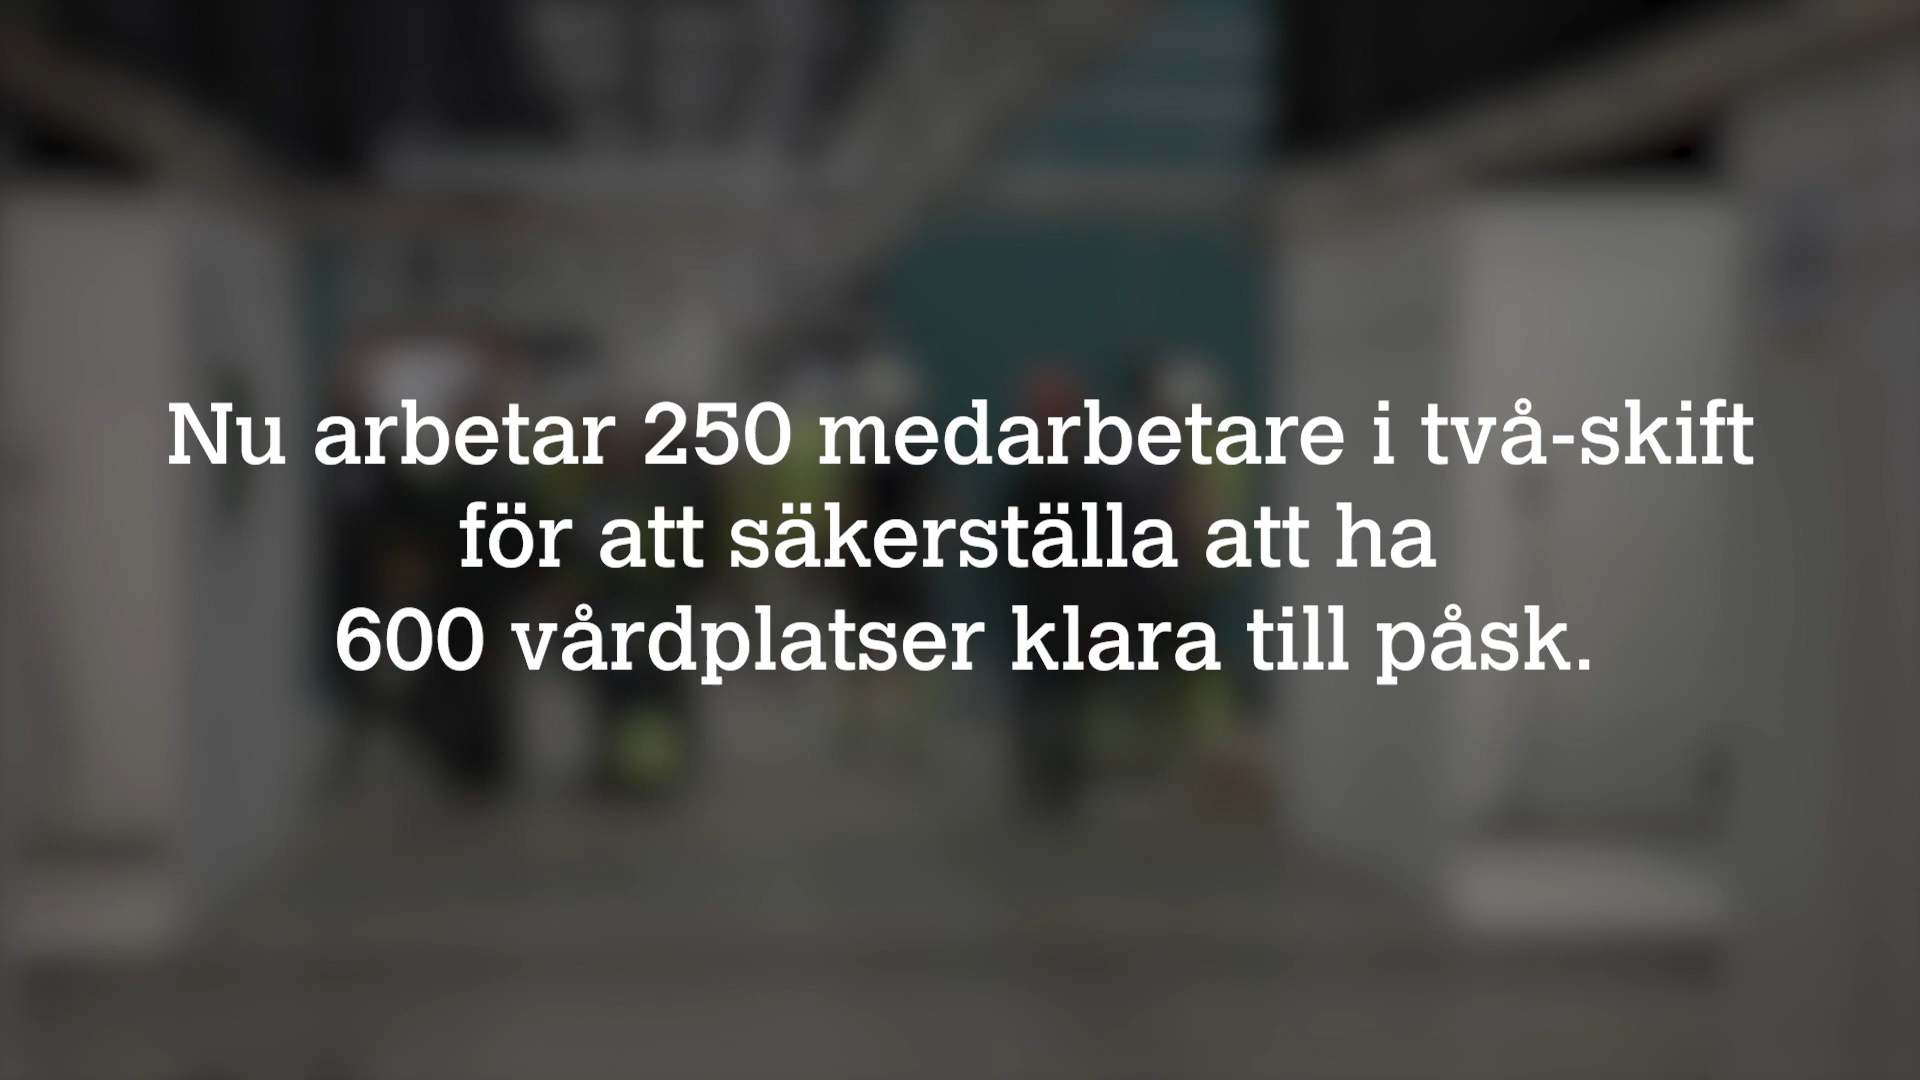 Nu arbetar 250 medarbetare i två-skift
för att säkerställa att ha
600 vårdplatser klara till påsk.